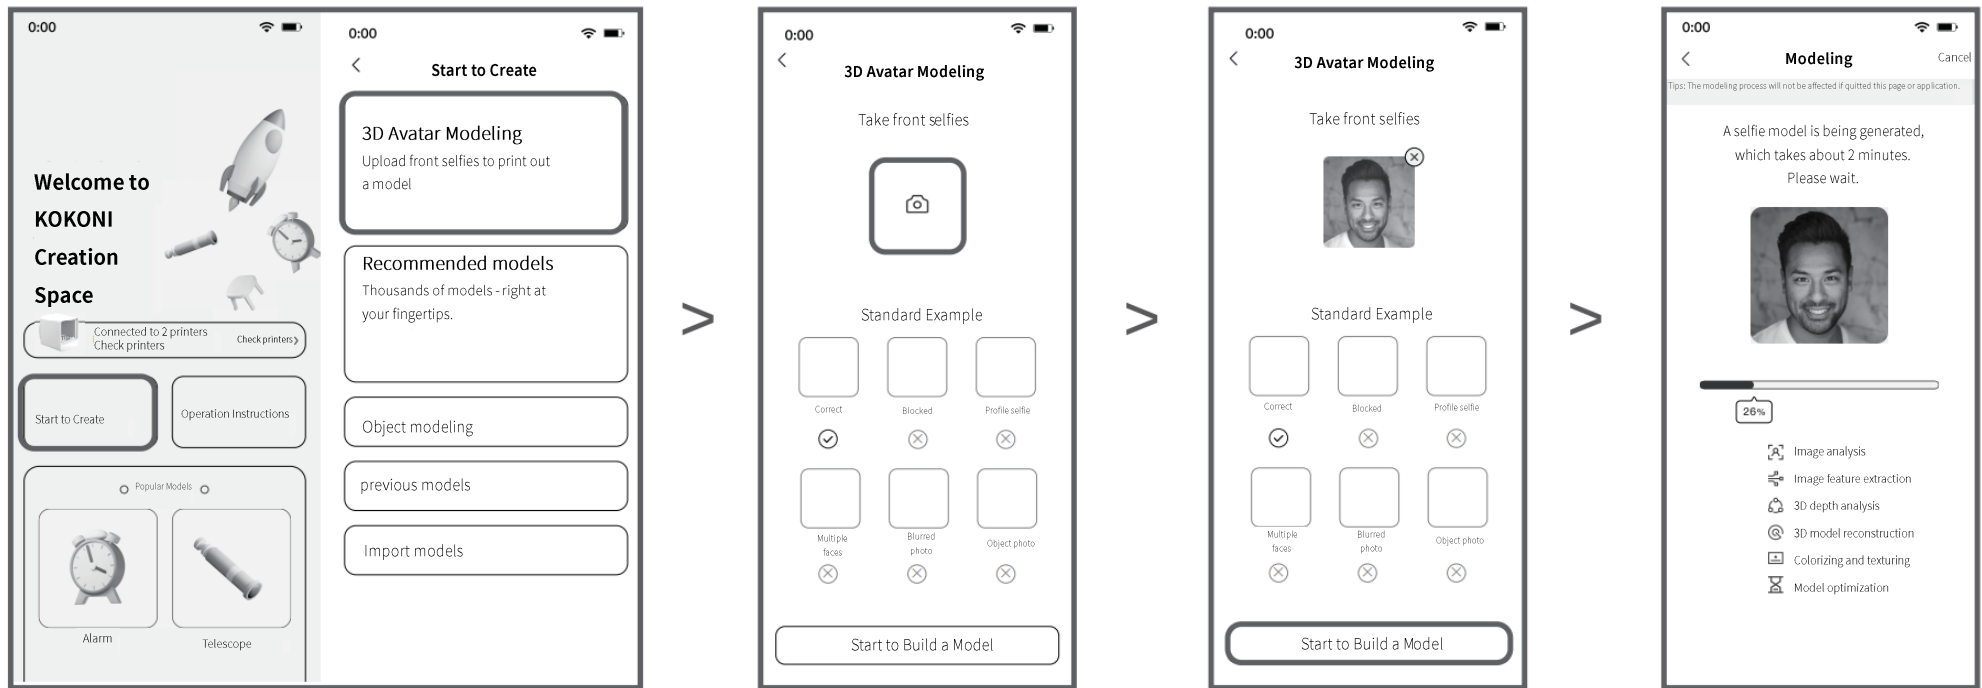 0:00
Welcome to
KOKONI
Creation
Space
Connected to 2 printers
Check printers
Check printers
Start to Create
Operation Instructions
Popular Models
Alarm
Telescope
0:00
Start to Create
3D Avatar Modeling
Upload front selfies to print out
a model
Recommended models
Thousands of models - right at
your fingertips.
Object modeling
previous models
Import models
>
0:00
3D Avatar Modeling
Take front selfies
Standard Example
Correct
Blocked
Profile selfie
Multiple
faces
Blurred
photo
Object photo
Start to Build a Model
>
0:00
3D Avatar Modeling
Take front selfies
Standard Example
Correct
Blocked
Profile selfie
Multiple
faces
Blurred
photo
Object photo
Start to Build a Model
>
0:00
Modeling
Cancel
Tips: The modeling process will not be affected if quitted this page or application.
A selfie model is being generated,
which takes about 2 minutes.
Please wait.
26%
Image analysis
Image feature extraction
3D depth analysis
3D model reconstruction
Colorizing and texturing
Model optimization